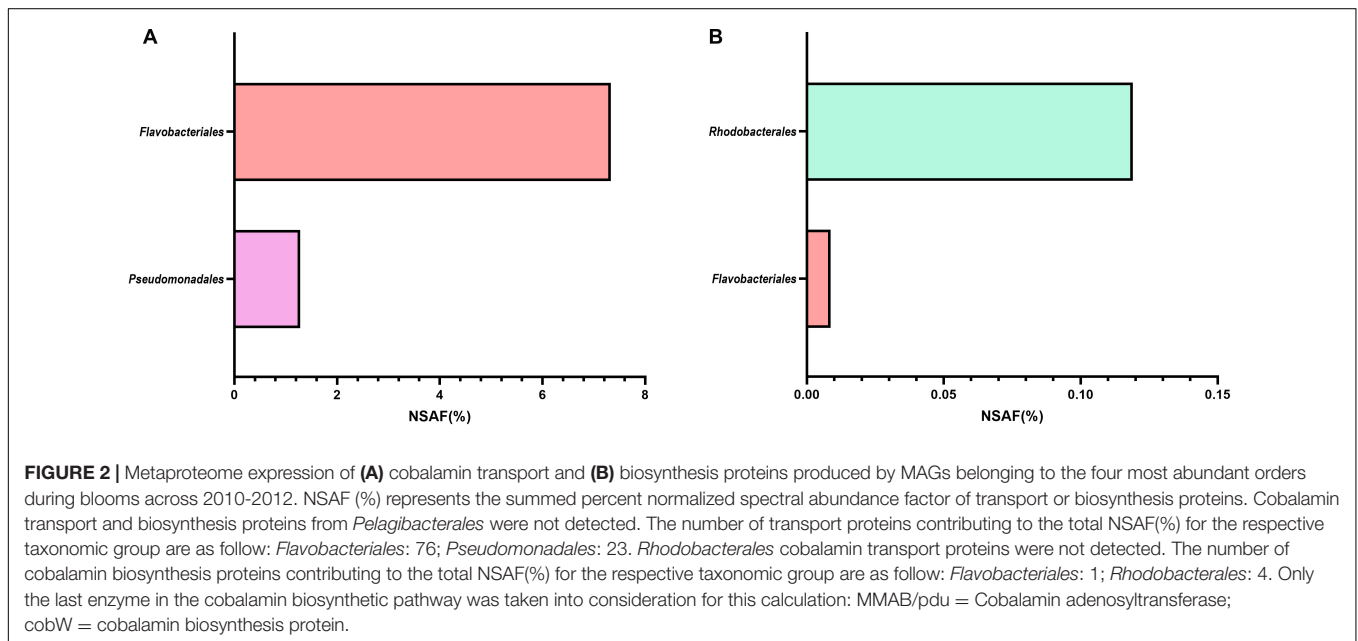 A
Flavobacteriales
Pseudomonadales
0 2 4 6 8
NSAF(%)
B
Rhodobacterales
Flavobacteriales
0.00 0.05 0.10 0.15
NSAF(%)
FIGURE 2 | Metaproteome expression of (A) cobalamin transport and (B) biosynthesis proteins produced by MAGs belonging to the four most abundant orders
during blooms across 2010-2012. NSAF (%) represents the summed percent normalized spectral abundance factor of transport or biosynthesis proteins. Cobalamin
transport and biosynthesis proteins from Pelagibacterales were not detected. The number of transport proteins contributing to the total NSAF(%) for the respective
taxonomic group are as follow: Flavobacteriales: 76; Pseudomonadales: 23. Rhodobacterales cobalamin transport proteins were not detected. The number of
cobalamin biosynthesis proteins contributing to the total NSAF(%) for the respective taxonomic group are as follow: Flavobacteriales: 1; Rhodobacterales: 4. Only
the last enzyme in the cobalamin biosynthetic pathway was taken into consideration for this calculation: MMAB/pdu = Cobalamin adenosyltransferase;
cobW = cobalamin biosynthesis protein.